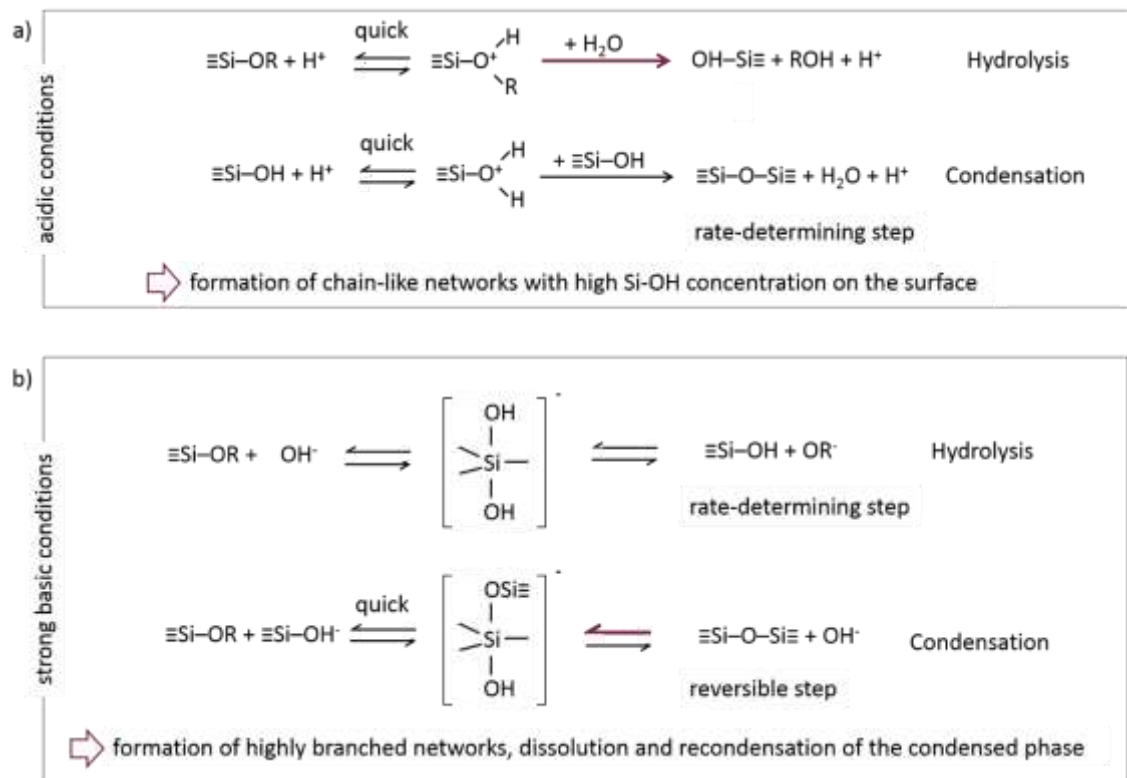 a)
acidic conditions
quick
≡Si–OR + H⁺ ≡Si–O⁺ H R + H₂O OH–Si≡ + ROH + H⁺ Hydrolysis
quick
≡Si–OH + H⁺ ≡Si–O⁺ H H + ≡Si–OH ≡Si–O–Si≡ + H₂O + H⁺ Condensation
rate-determining step
formation of chain-like networks with high Si-OH concentration on the surface
b)
strong basic conditions
OH
≡Si–OR + OH⁻ Si ≡Si–OH + OR⁻ Hydrolysis
OH -
rate-determining step
OSi≡
quick
≡Si–OR + ≡Si–OH⁻ Si ≡Si–O–Si≡ + OH⁻ Condensation
OH -
reversible step
formation of highly branched networks, dissolution and recondensation of the condensed phase